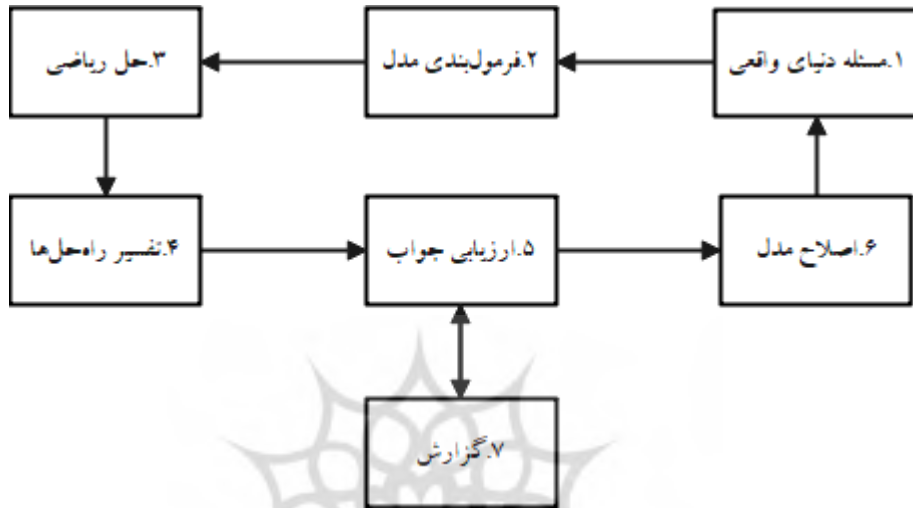 ۱.مسئله دنیای واقعی
۲.فرمول‌بندی مدل
۳.حل ریاضی
۴.تفسیر راه‌حل‌ها
۵.ارزیابی جواب
۶.اصلاح مدل
۷.گزارش